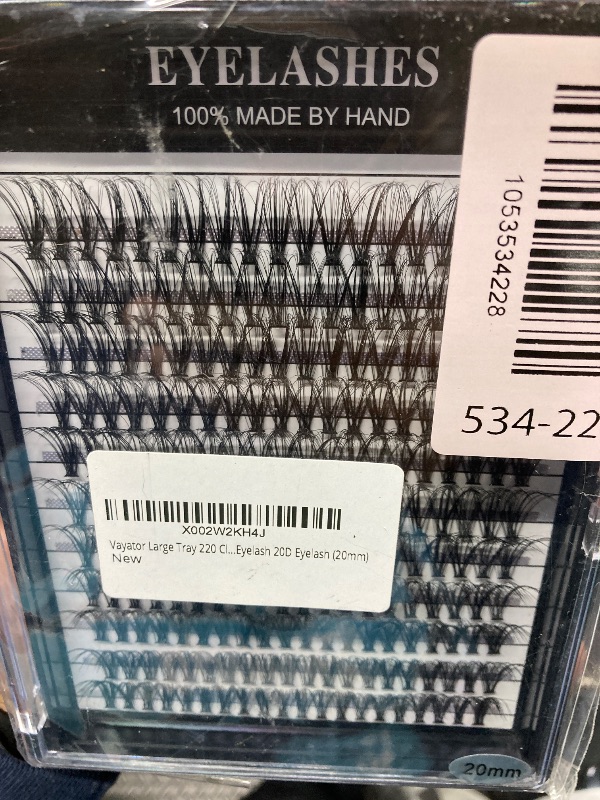 EYELASHES
100% MADE BY HAND
1053534228
534-22
X002W2KH4J
Vayator Large Tray 220 Cl...Eyelash 20D Eyelash (20mm)
New
20mm